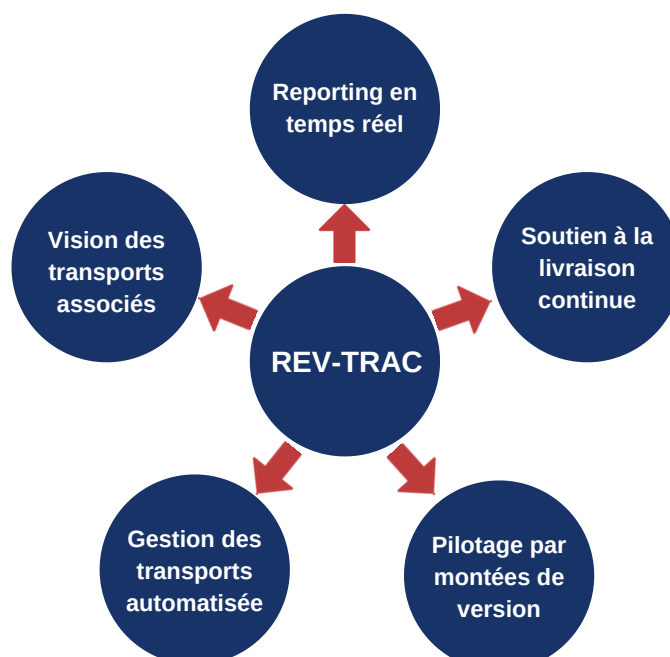 Reporting en
temps réel
Vision des
transports
associés
Soutien à la
livraison
continue
REV-TRAC
Gestion des
transports
automatisée
Pilotage par
montées de
version